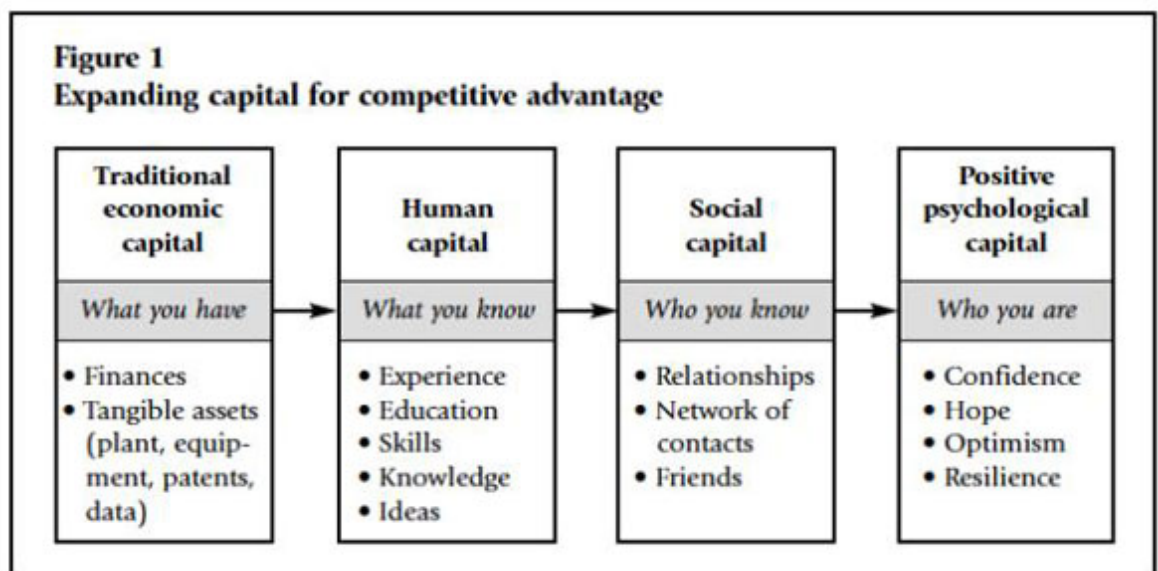 Figure 1
Expanding capital for competitive advantage
Traditional
economic
capital
What you have
• Finances
• Tangible assets
(plant, equip-
ment, patents,
data)
Human
capital
What you know
• Experience
• Education
• Skills
• Knowledge
• Ideas
Social
capital
Who you know
• Relationships
• Network of
contacts
• Friends
Positive
psychological
capital
Who you are
• Confidence
• Hope
• Optimism
• Resilience